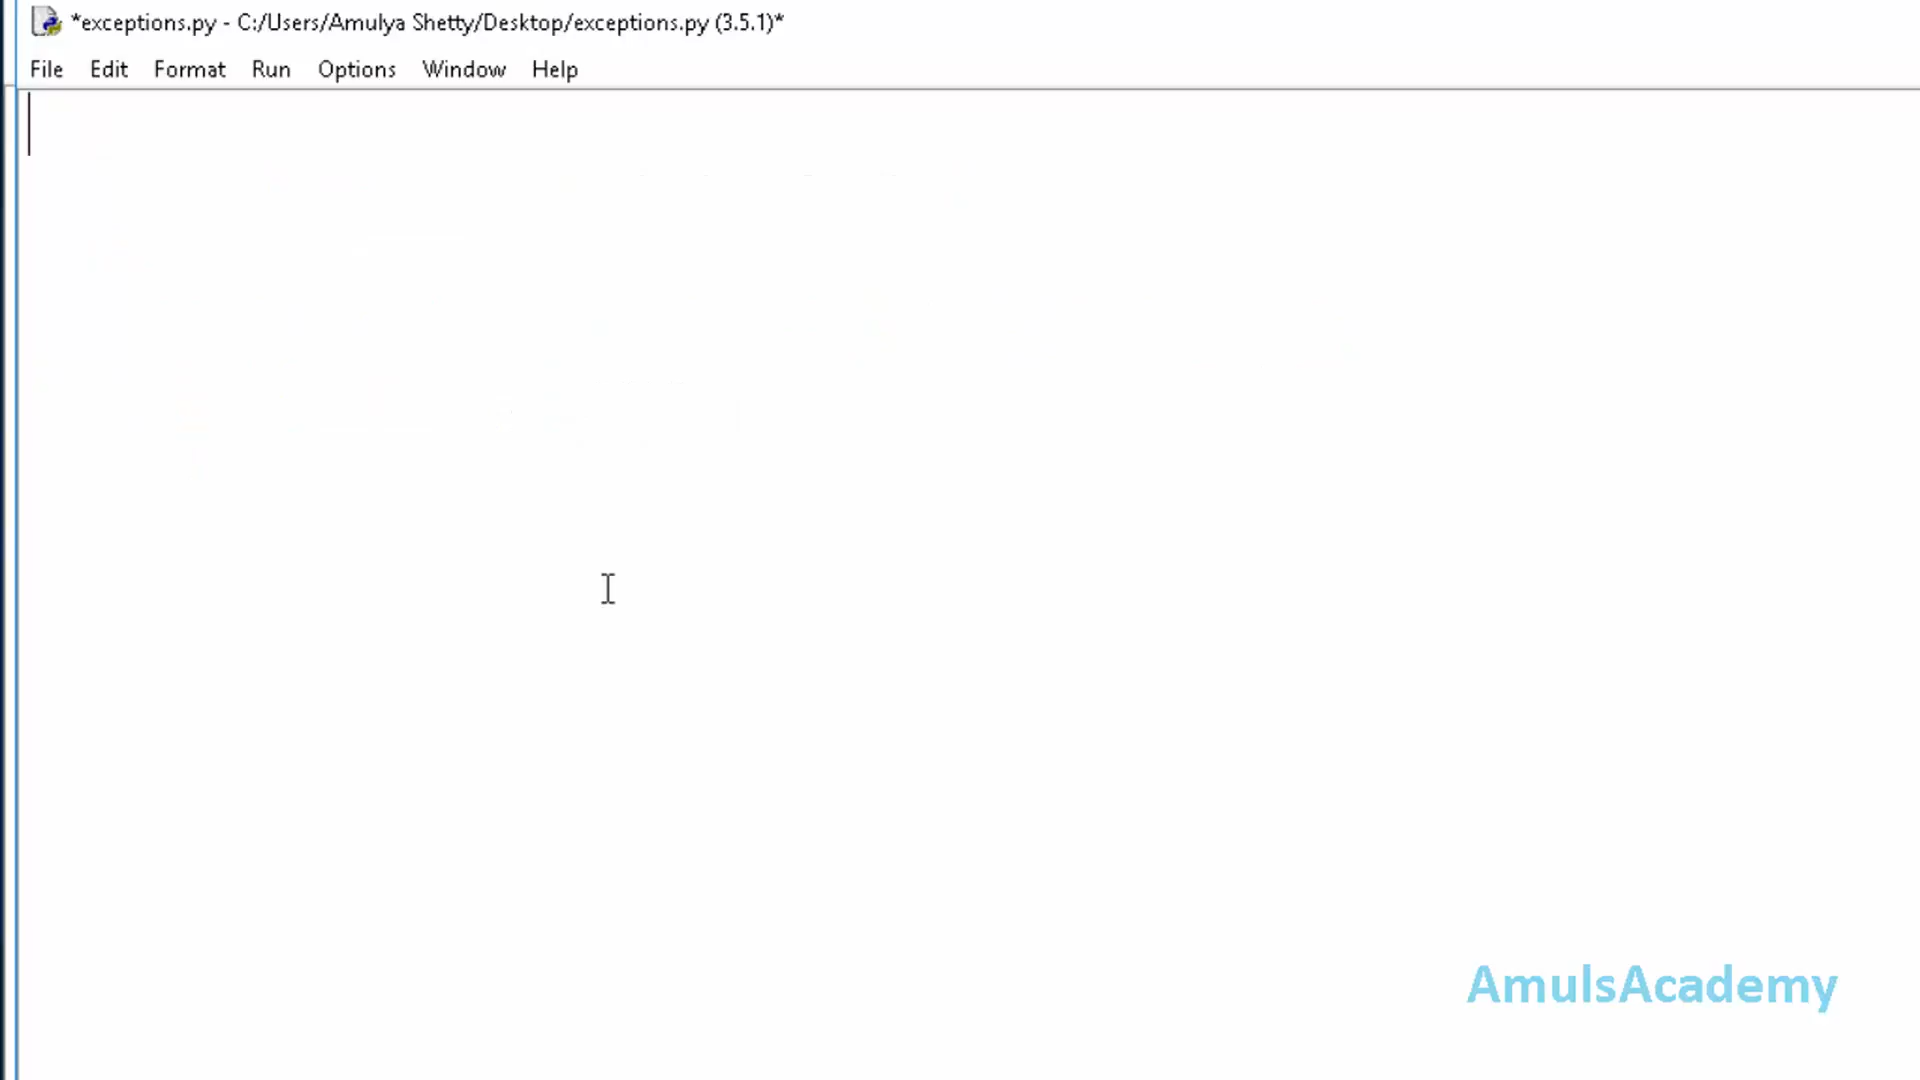 *exceptions.py - C:/Users/Amulya Shetty/Desktop/exceptions.py (3.5.1)*
File Edit Format Run Options Window Help
AmulsAcademy